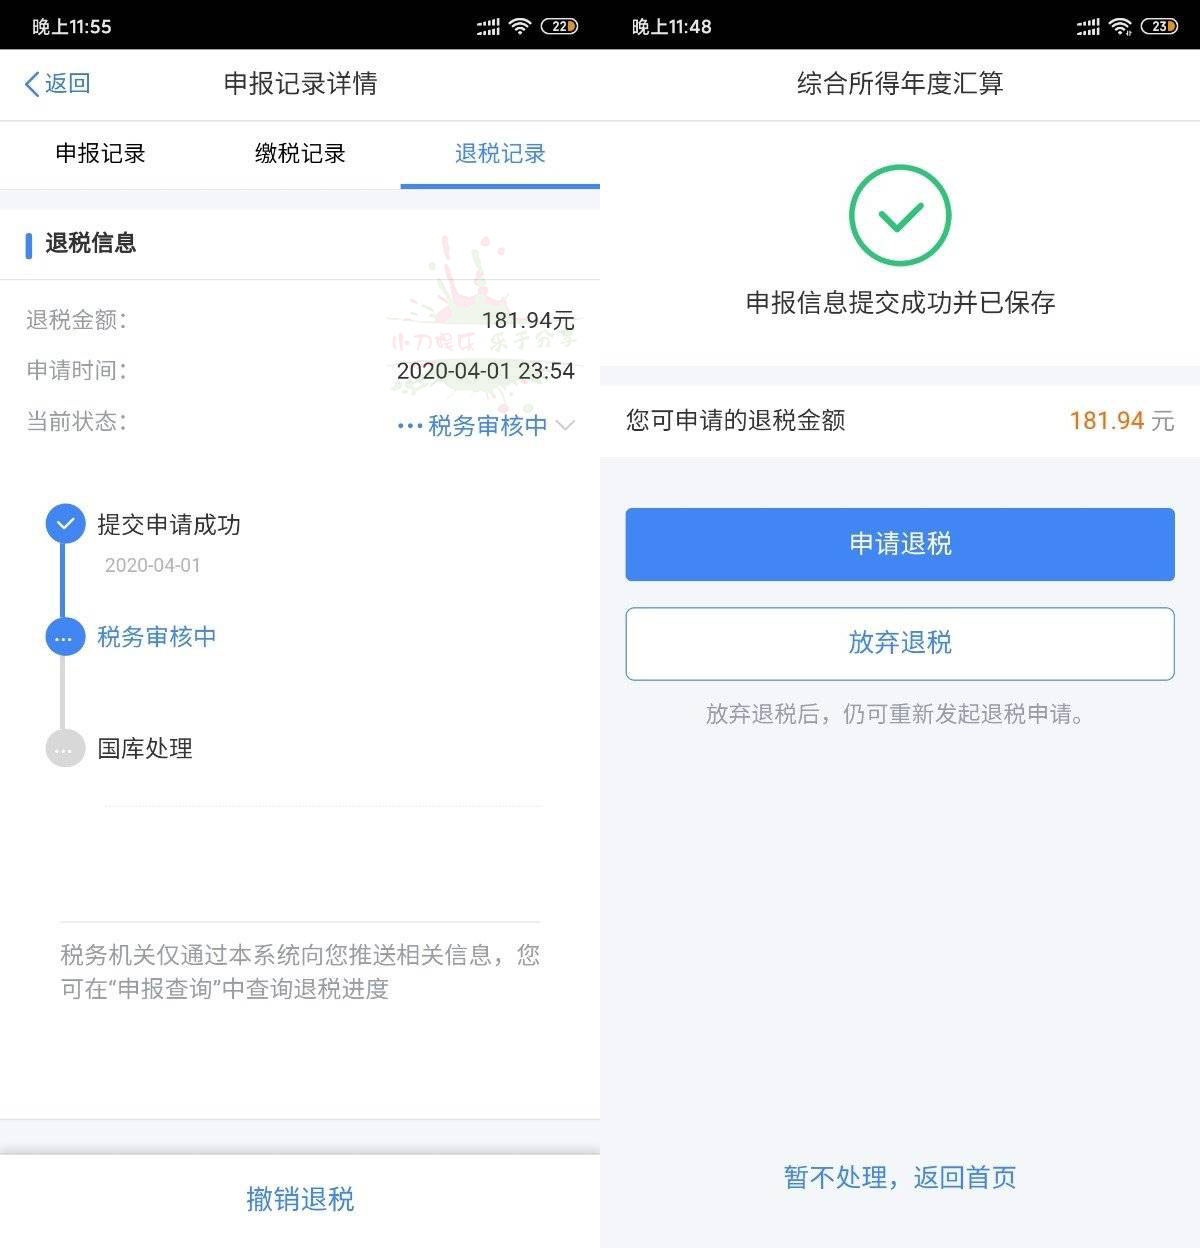 晚上11:55
22
返回
申报记录详情
申报记录
缴税记录
退税记录
退税信息
退税金额：
181.94元
小刀娱乐 乐于分享
申请时间：
2020-04-01 23:54
当前状态：
税务审核中
提交申请成功
2020-04-01
税务审核中
国库处理
税务机关仅通过本系统向您推送相关信息，您
可在“申报查询”中查询退税进度
撤销退税
晚上11:48
23
综合所得年度汇算
申报信息提交成功并已保存
您可申请的退税金额
181.94 元
申请退税
放弃退税
放弃退税后，仍可重新发起退税申请。
暂不处理，返回首页